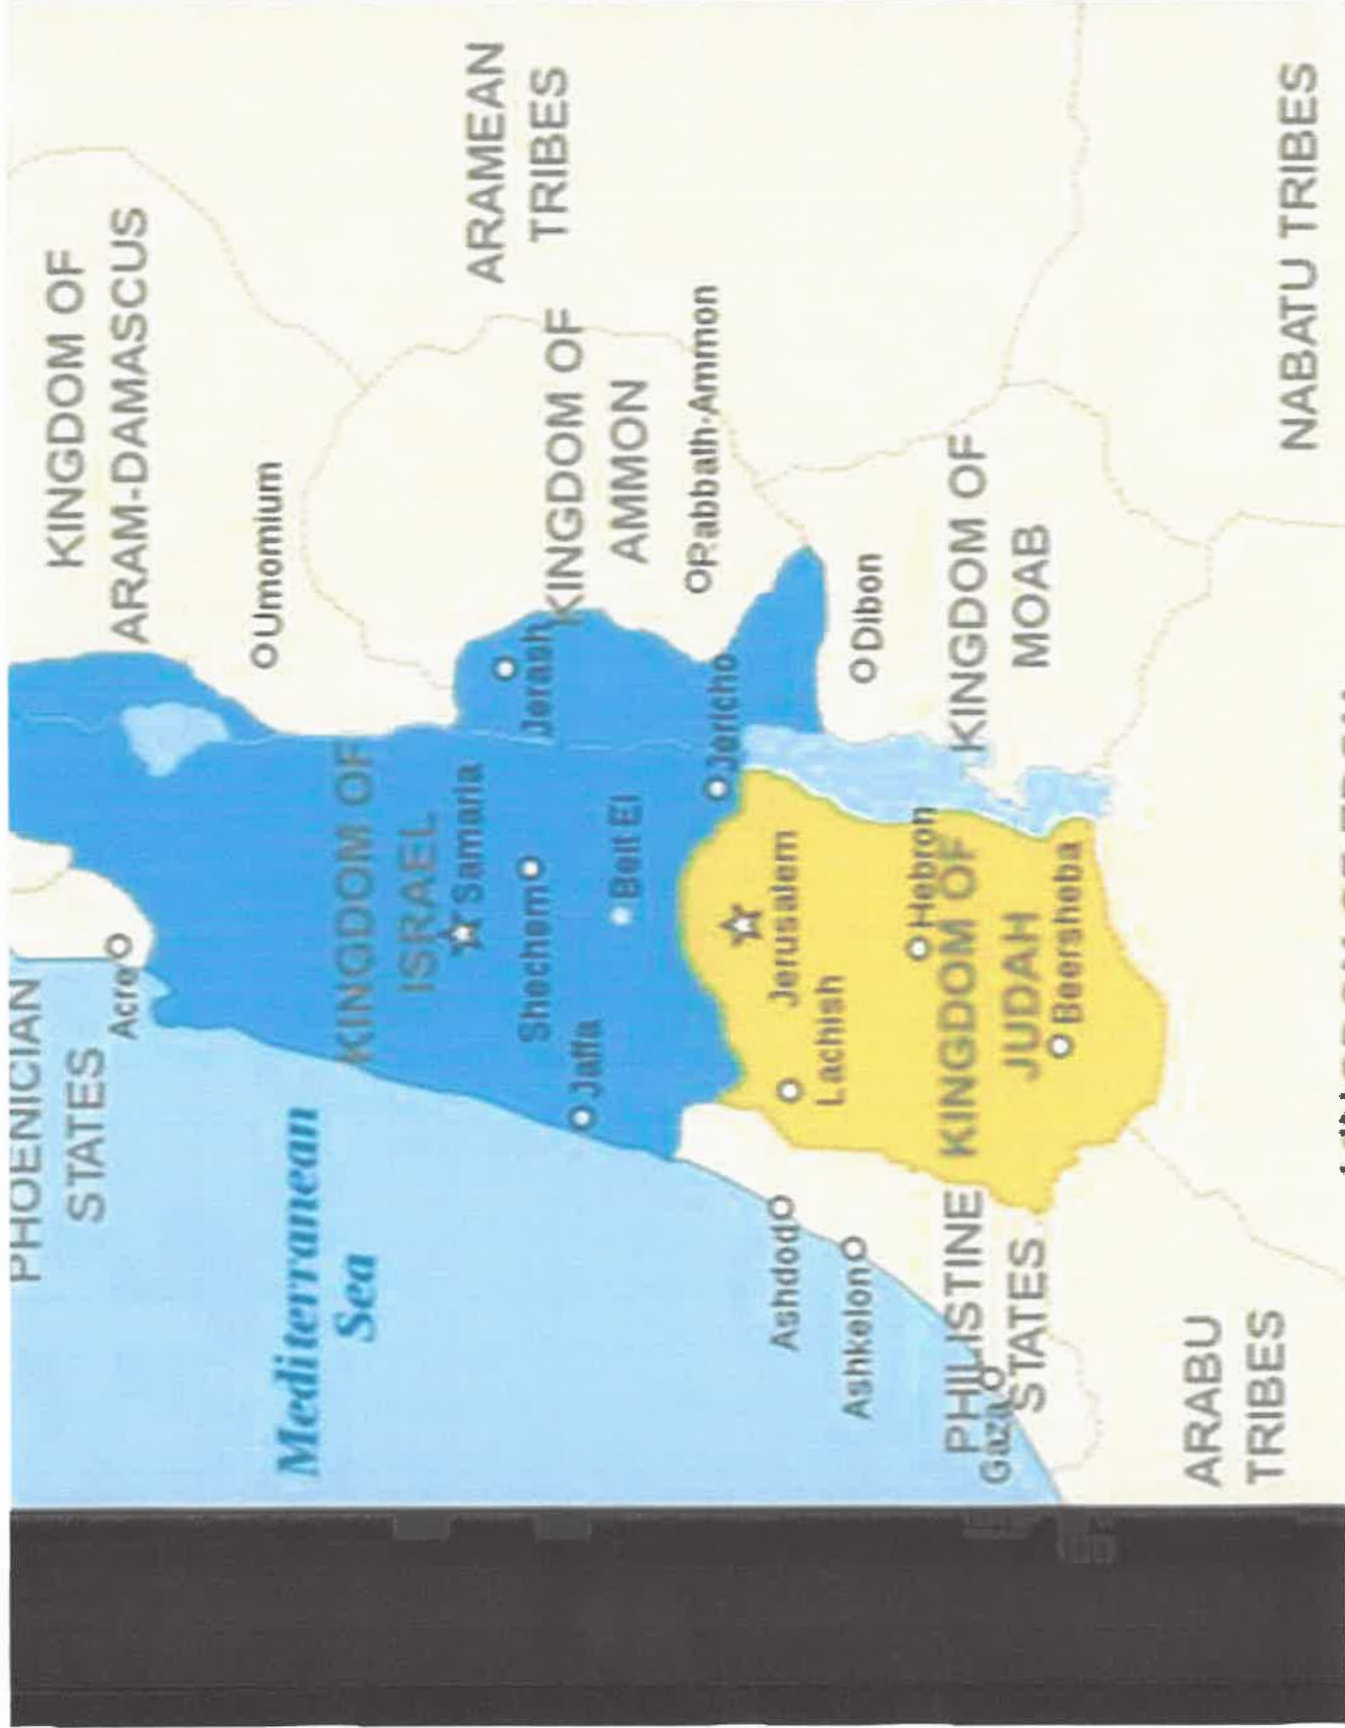 PHOENICIAN
STATES
KINGDOM OF
ARAM-DAMASCUS
Acre
Umomium
Mediterranean
Sea
KINGDOM OF
ISRAEL
Samaria
ARAMEAN
TRIBES
Shechem
Jerash
KINGDOM OF
AMMON
Jaffa
Beit El
Rabbath-Ammon
Jericho
Jerusalem
Ashdod
Lachish
Ashkelon
Dibon
Hebron
PHILISTINE
STATES
Gaza
KINGDOM OF
JUDAH
KINGDOM OF
MOAB
Beersheba
ARABU
TRIBES
NABATU TRIBES